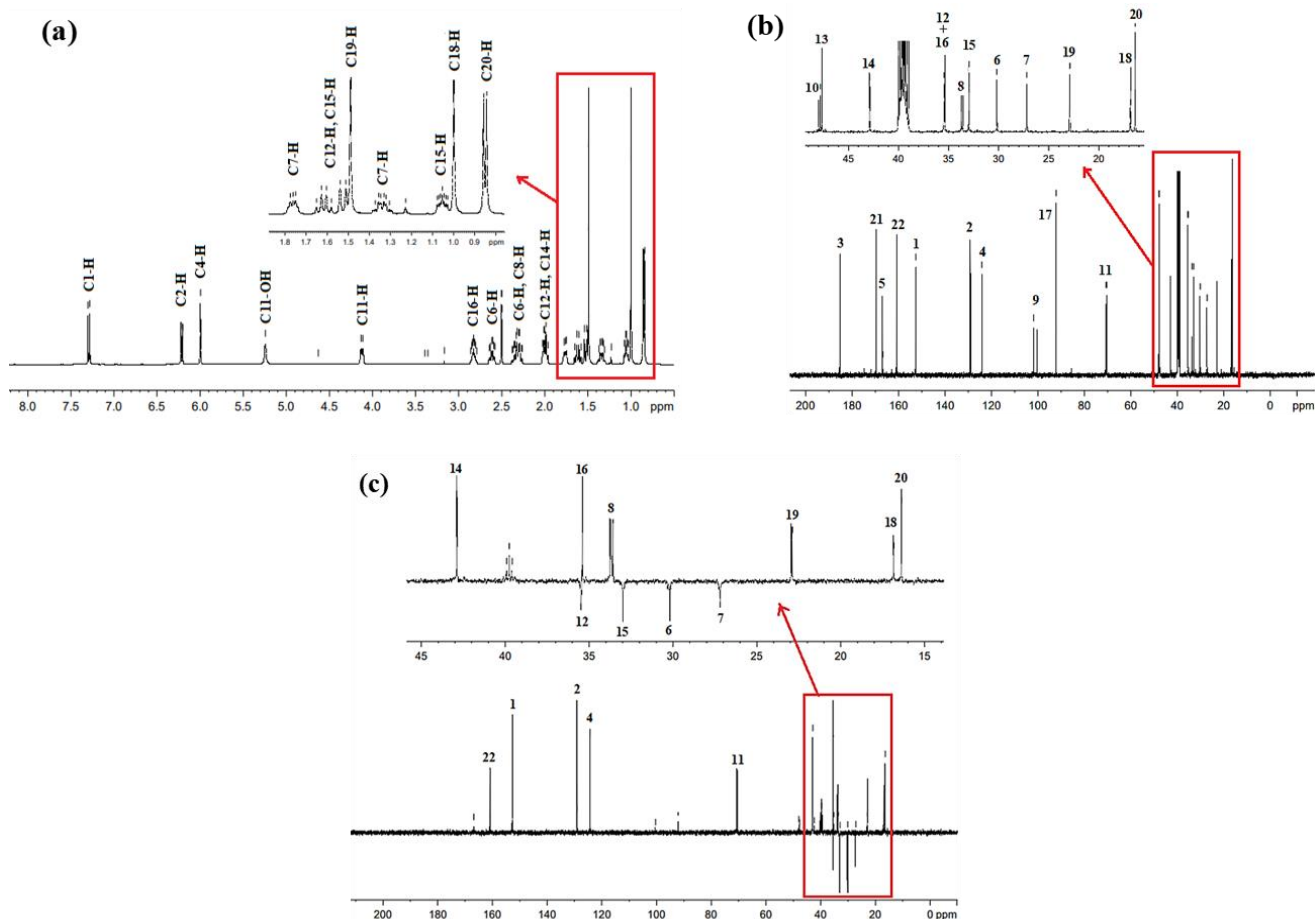 (a)
C19-H
C18-H
C20-H
C12-H, C15-H
C7-H
C7-H
C15-H
1.8 1.7 1.6 1.5 1.4 1.3 1.2 1.1 1.0 0.9 ppm
C1-H
C2-H
C4-H
C11-OH
C11-H
C16-H
C6-H
C6-H, C8-H
C12-H, C14-H
8.0 7.5 7.0 6.5 6.0 5.5 5.0 4.5 4.0 3.5 3.0 2.5 2.0 1.5 1.0 ppm
(b)
20
13
12
+
16
15
14
6
7
19
18
10
8
45 40 35 30 25 20
17
21
22
3
1
2
4
5
9
11
200 180 160 140 120 100 80 60 40 20 0 ppm
(c)
14
16
8
20
19
18
12
15
6
7
45 40 35 30 25 20 15
2
1
4
22
11
200 180 160 140 120 100 80 60 40 20 0 ppm